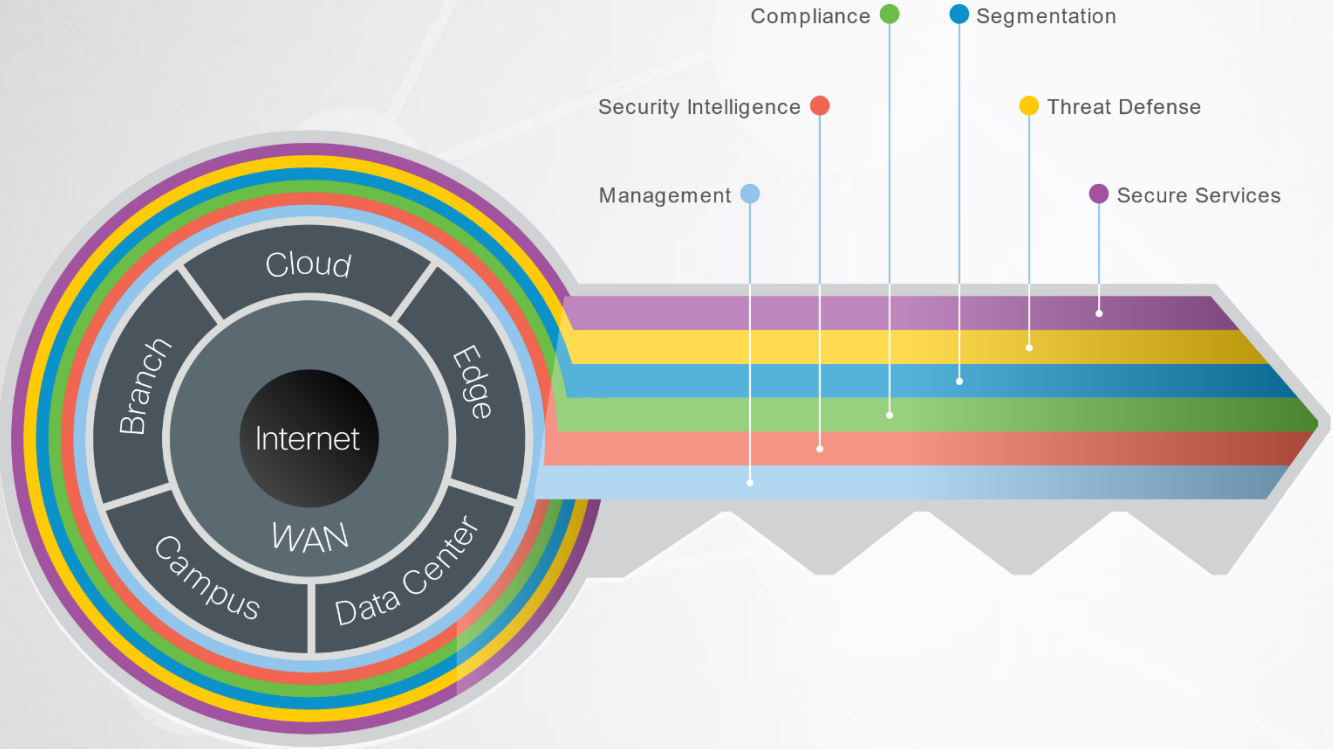 Compliance
Segmentation
Security Intelligence
Threat Defense
Management
Secure Services
Cloud
Branch
Edge
Internet
WAN
Campus
Data Center